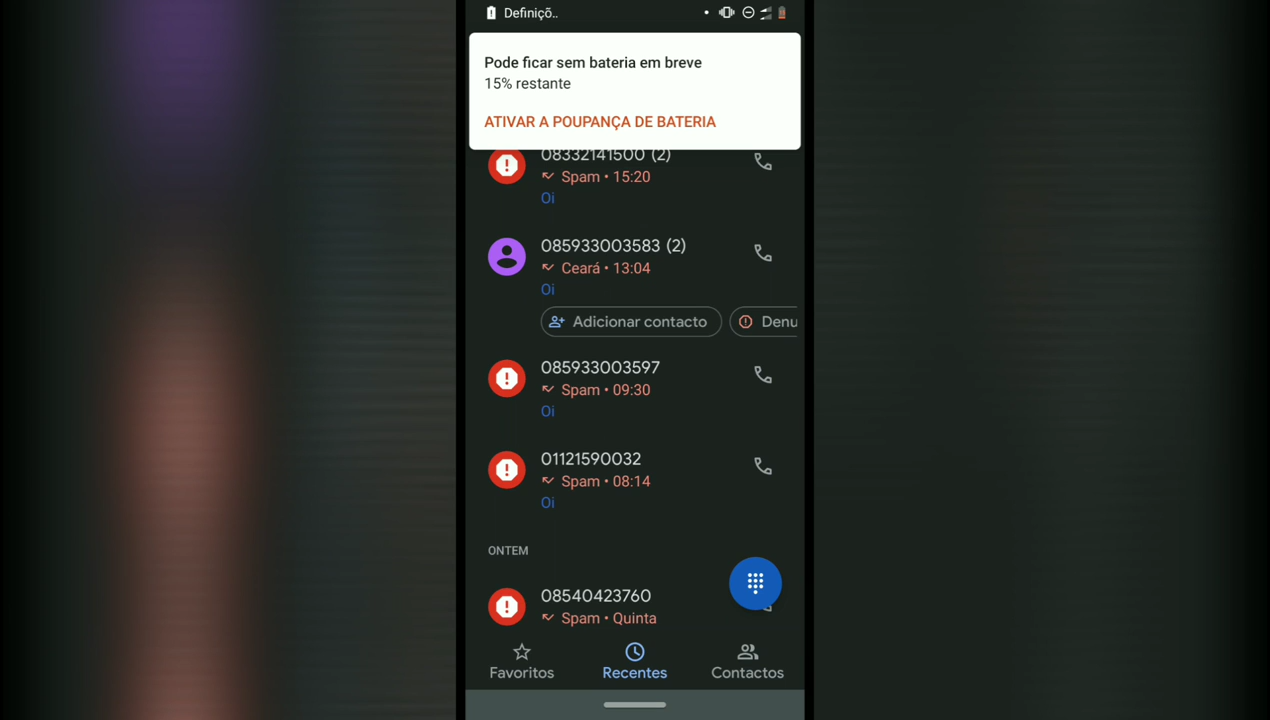 Definiçõ..
Pode ficar sem bateria em breve
15% restante
ATIVAR A POUPANÇA DE BATERIA
08332141500 (2)
Spam • 15:20
Oi
085933003583 (2)
Ceará • 13:04
Oi
Adicionar contacto
Denu
085933003597
Spam • 09:30
Oi
01121590032
Spam • 08:14
Oi
ONTEM
08540423760
Spam • Quinta
Favoritos
Recentes
Contactos